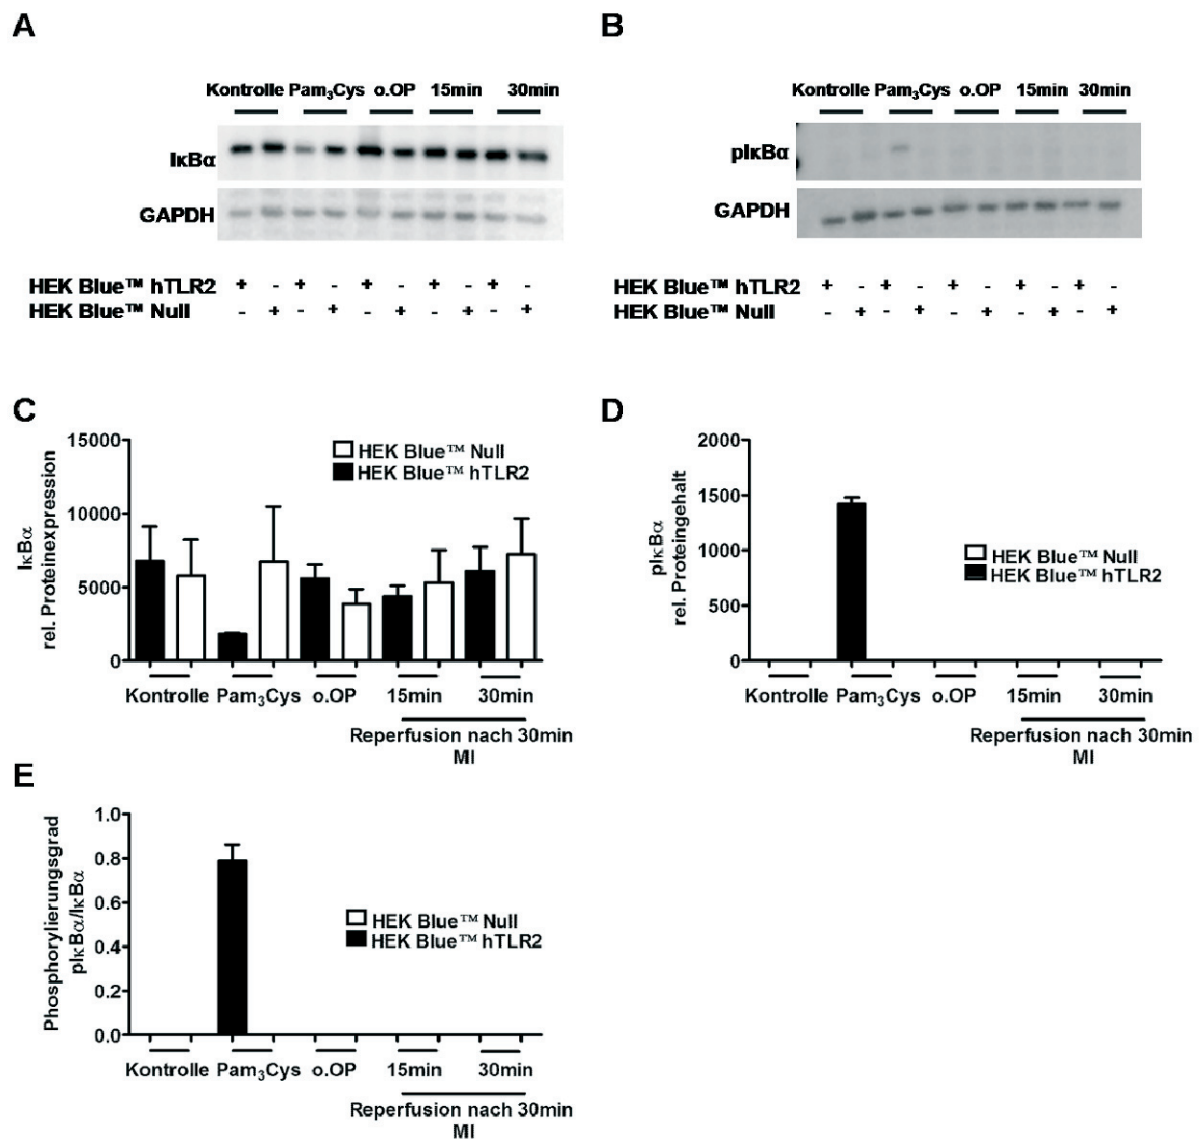 A
Kontrolle Pam₃Cys o.OP 15min 30min
IκBα
GAPDH
HEK Blue™ hTLR2 + - + - + - + - + -
HEK Blue™ Null - + - + - + - + - +
B
Kontrolle Pam₃Cys o.OP 15min 30min
pIκBα
GAPDH
HEK Blue™ hTLR2 + - + - + - + - + -
HEK Blue™ Null - + - + - + - + - +
C
IκBα
rel. Proteinexpression
15000
10000
5000
0
HEK Blue™ Null
HEK Blue™ hTLR2
Kontrolle Pam₃Cys o.OP 15min 30min
Reperfusion nach 30min
MI
D
pIκBα
rel. Proteingehalt
2000
1500
1000
500
0
HEK Blue™ Null
HEK Blue™ hTLR2
Kontrolle Pam₃Cys o.OP 15min 30min
Reperfusion nach 30min
MI
E
Phosphorylierungsgrad
pIκBα/IκBα
1.0
0.8
0.6
0.4
0.2
0.0
HEK Blue™ Null
HEK Blue™ hTLR2
Kontrolle Pam₃Cys o.OP 15min 30min
Reperfusion nach 30min
MI